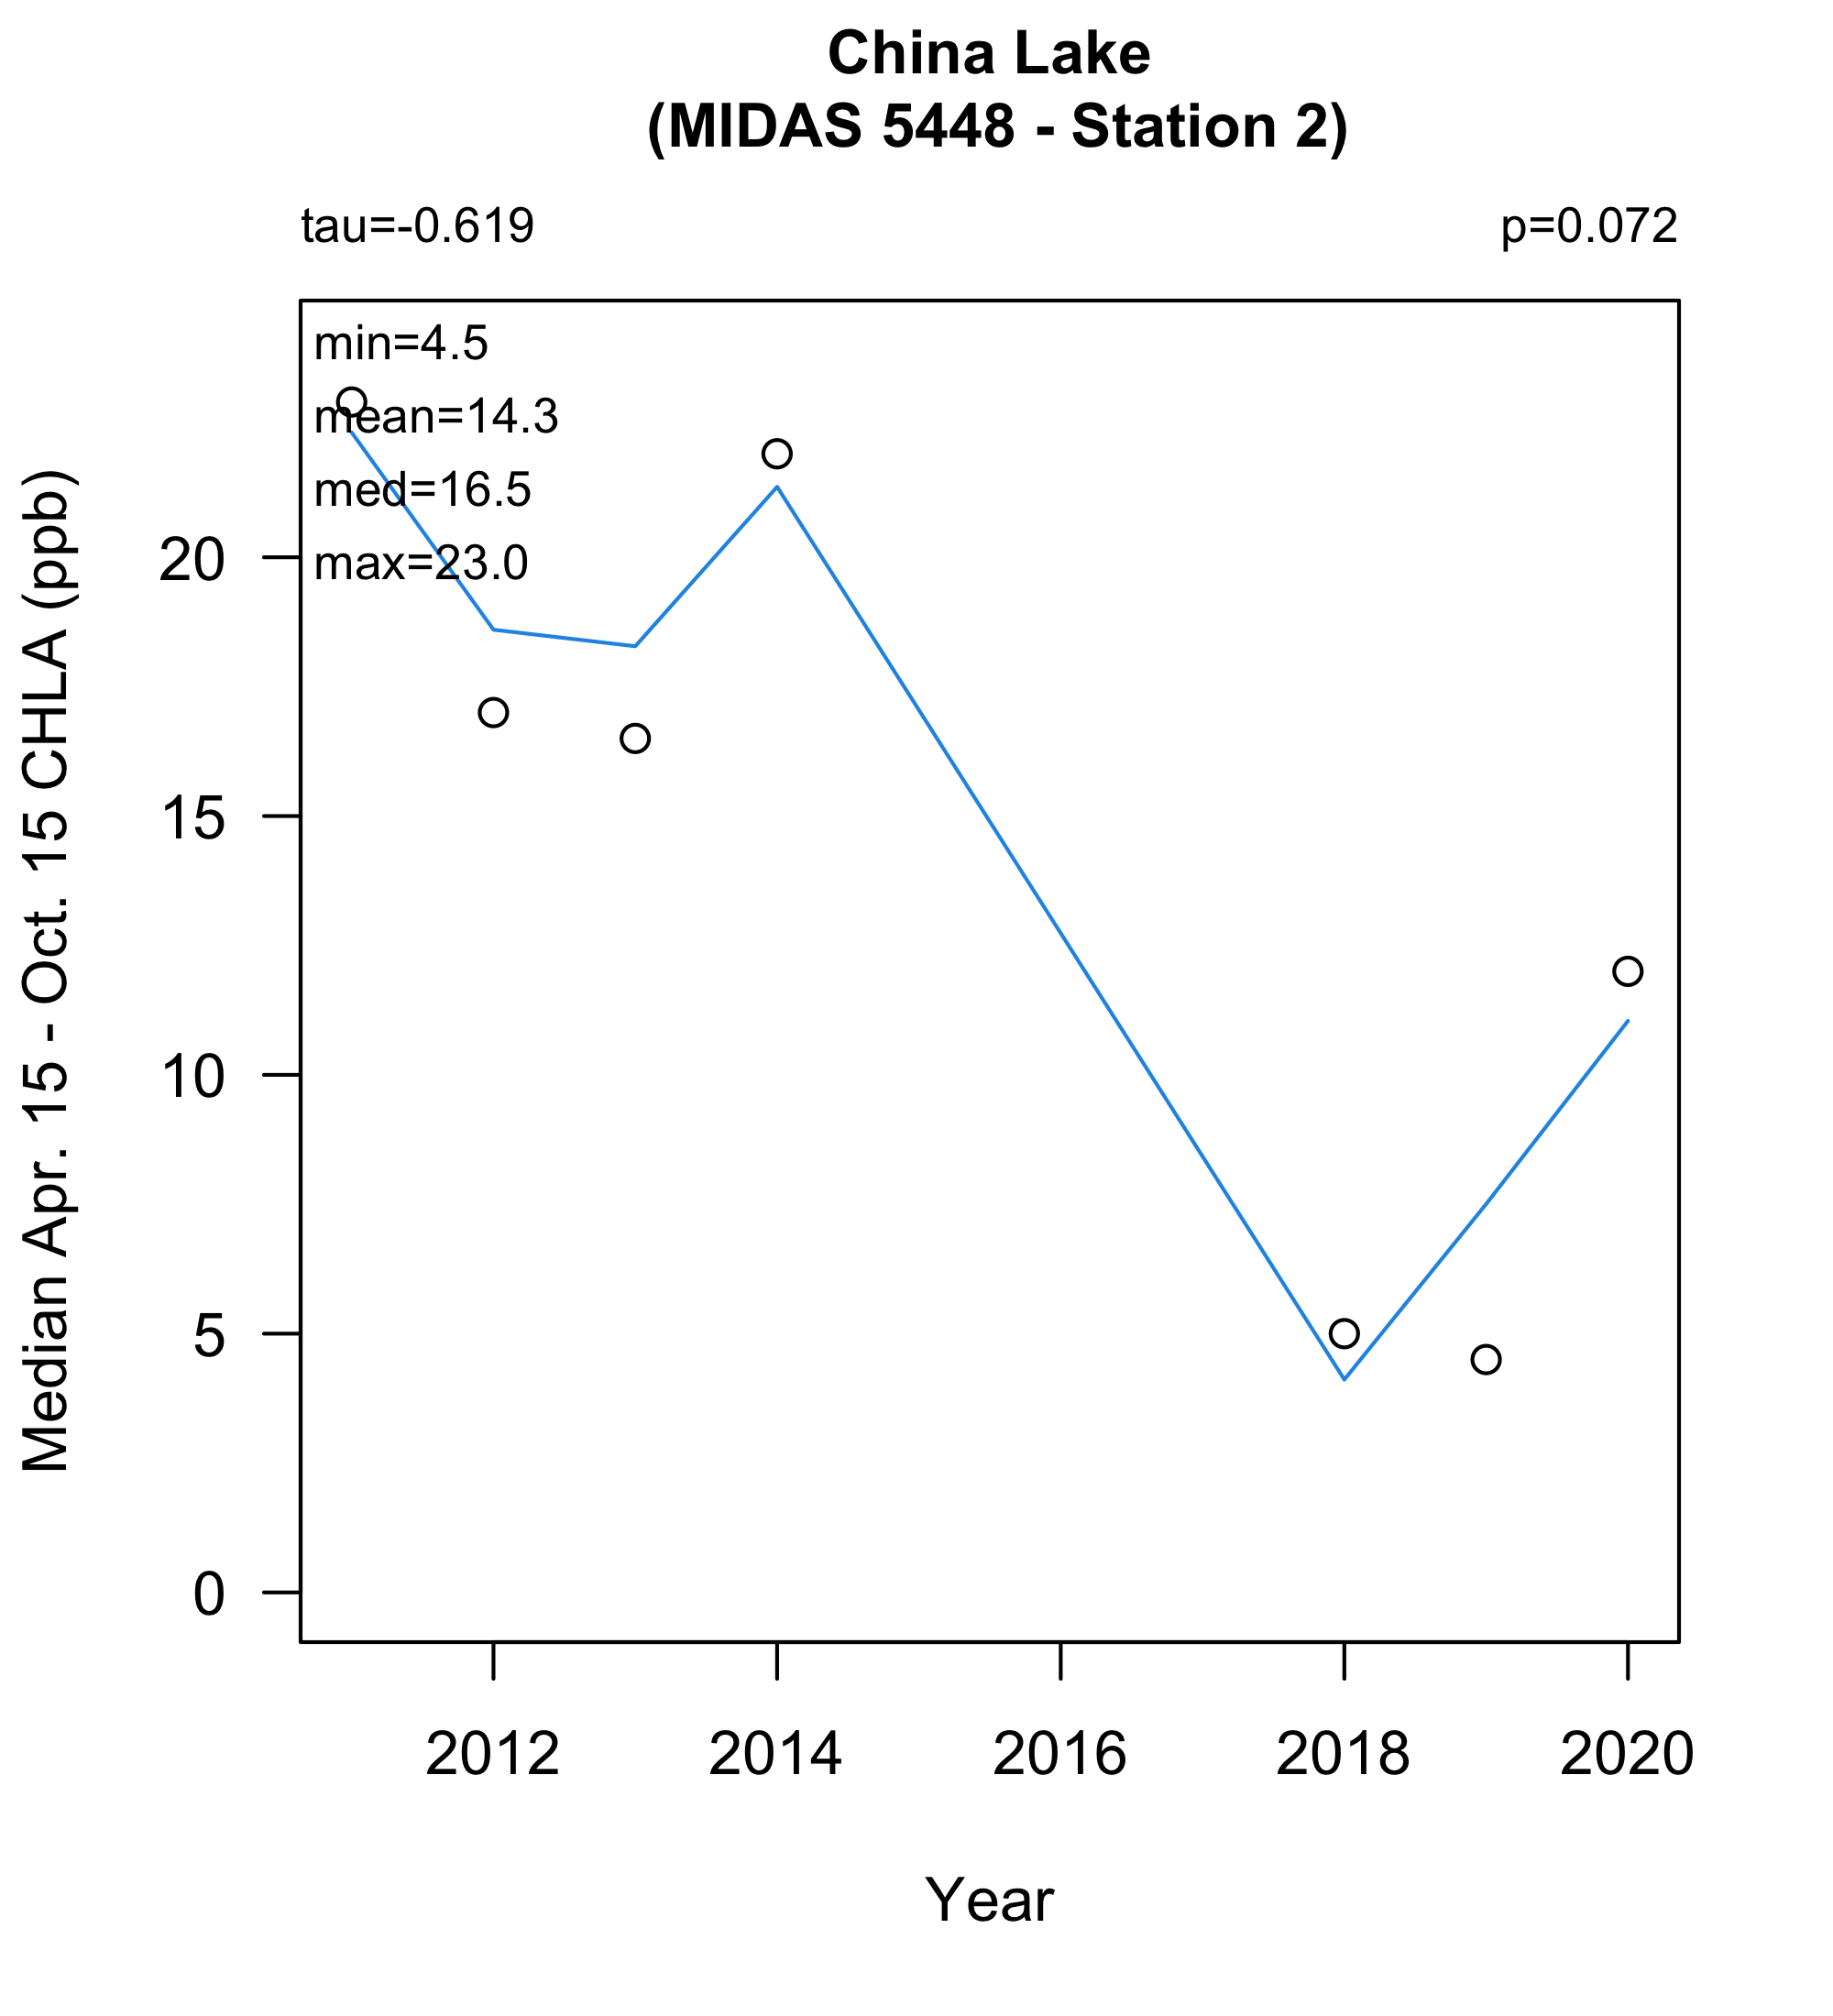 China Lake
(MIDAS 5448 - Station 2)
tau=-0.619
p=0.072
min=4.5
mean=14.3
med=16.5
max=23.0
Median Apr. 15 - Oct. 15 CHLA (ppb)
20
15
10
5
0
2012
2014
2016
2018
2020
Year